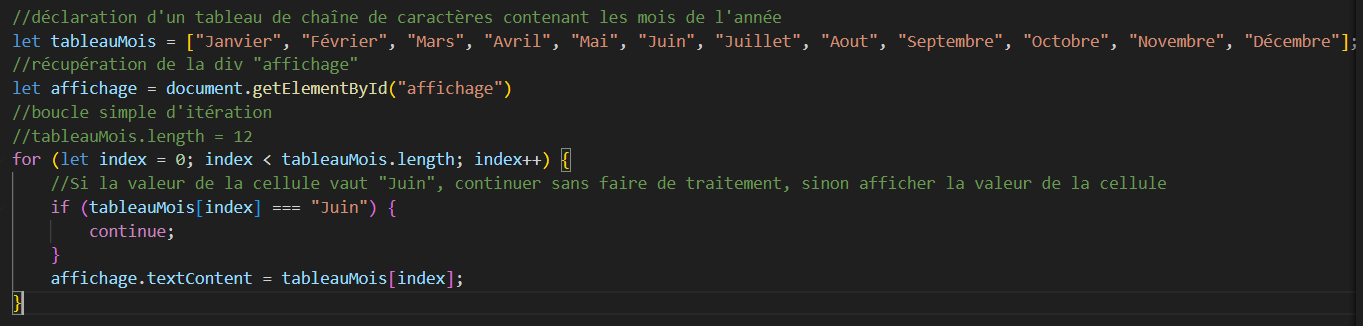 //déclaration d'un tableau de chaîne de caractères contenant les mois de l'année
let tableauMois = ["Janvier", "Février", "Mars", "Avril", "Mai", "Juin", "Juillet", "Aout", "Septembre", "Octobre", "Novembre", "Décembre"];
//récupération de la div "affichage"
let affichage = document.getElementById("affichage")
//boucle simple d'itération
//tableauMois.length = 12
for (let index = 0; index < tableauMois.length; index++) {
    //Si la valeur de la cellule vaut "Juin", continuer sans faire de traitement, sinon afficher la valeur de la cellule
    if (tableauMois[index] === "Juin") {
        continue;
    }
    affichage.textContent = tableauMois[index];
}